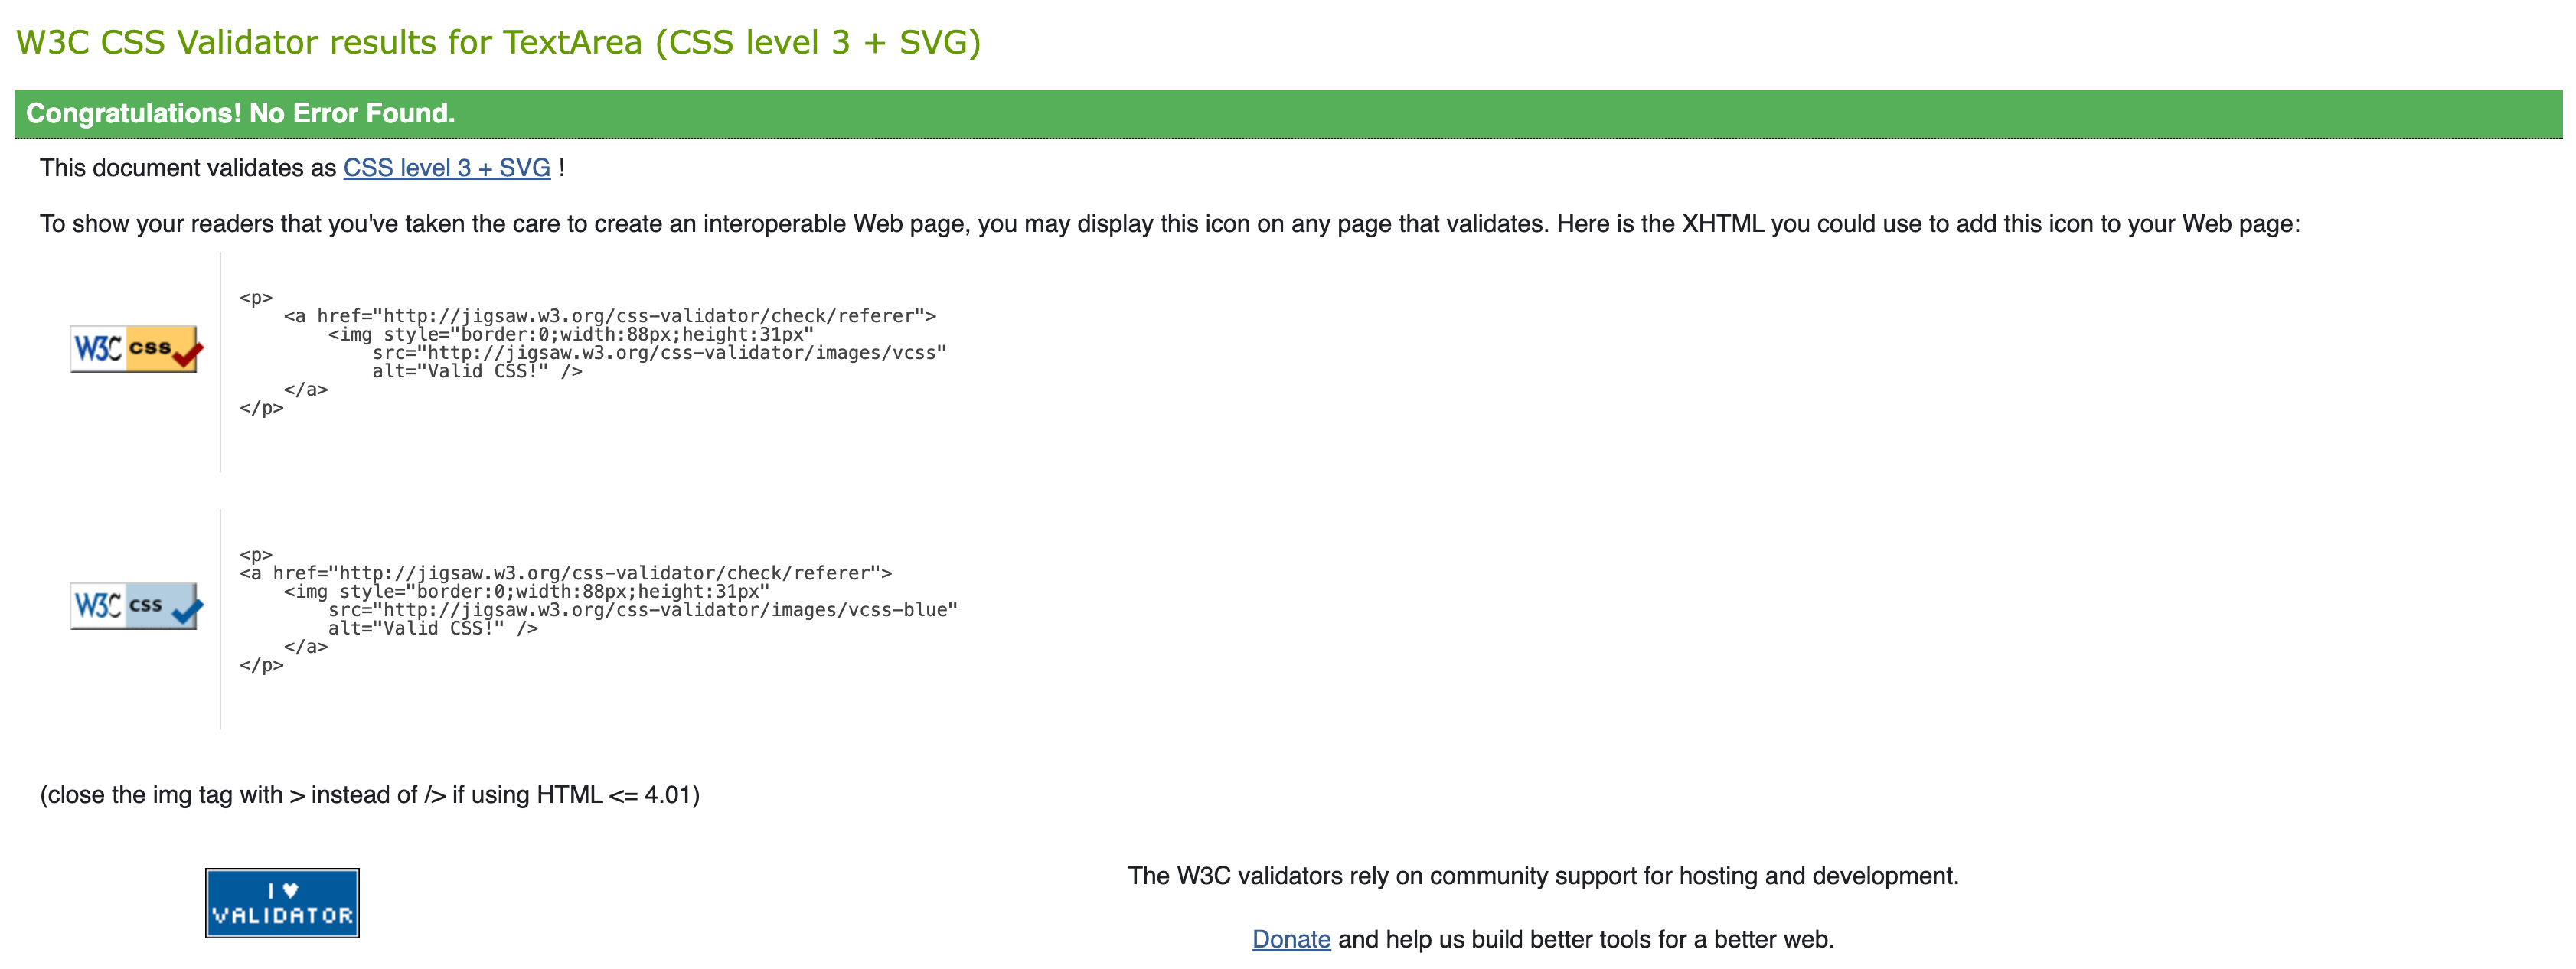 W3C CSS Validator results for TextArea (CSS level 3 + SVG)
Congratulations! No Error Found.
This document validates as CSS level 3 + SVG !
To show your readers that you've taken the care to create an interoperable Web page, you may display this icon on any page that validates. Here is the XHTML you could use to add this icon to your Web page:
W3C css
<p>
    <a href="http://jigsaw.w3.org/css-validator/check/referer">
        <img style="border:0;width:88px;height:31px"
            src="http://jigsaw.w3.org/css-validator/images/vcss"
            alt="Valid CSS!" />
    </a>
</p>
W3C css
<p>
<a href="http://jigsaw.w3.org/css-validator/check/referer">
    <img style="border:0;width:88px;height:31px"
        src="http://jigsaw.w3.org/css-validator/images/vcss-blue"
        alt="Valid CSS!" />
    </a>
</p>
(close the img tag with > instead of /> if using HTML <= 4.01)
I ♥
VALIDATOR
The W3C validators rely on community support for hosting and development.
Donate and help us build better tools for a better web.